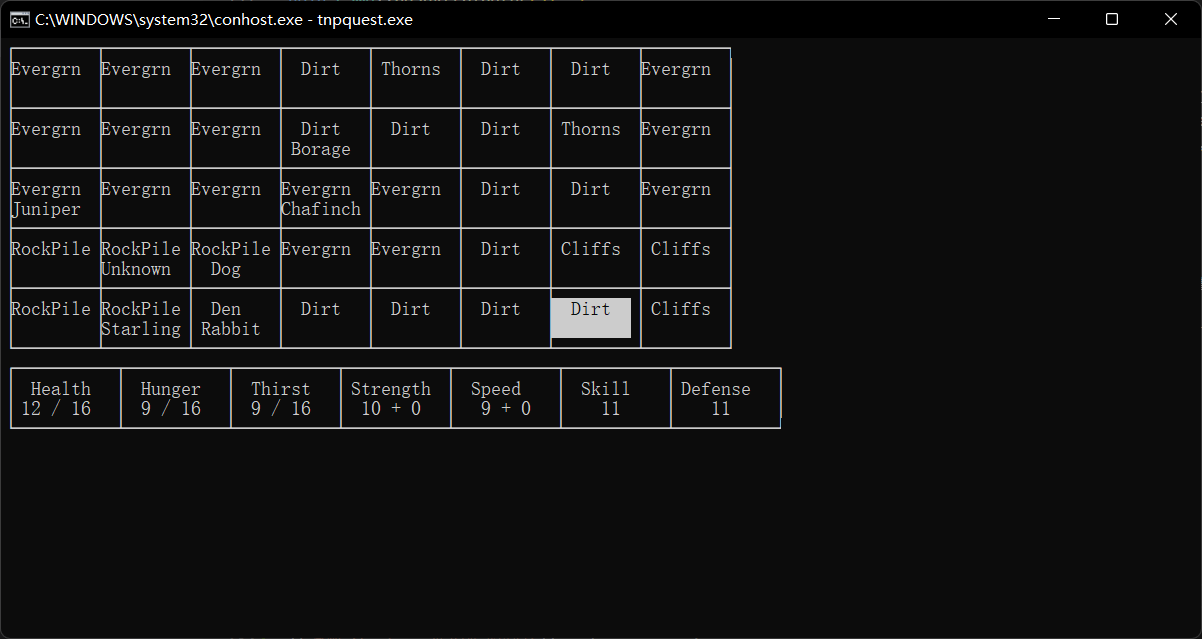 C:\WINDOWS\system32\conhost.exe - tnpquest.exe
Evergrn Evergrn Evergrn Dirt Thorns Dirt Dirt Evergrn
Evergrn Evergrn Evergrn Dirt Dirt Dirt Thorns Evergrn
Borage
Evergrn Evergrn Evergrn Evergrn Evergrn Dirt Dirt Evergrn
Juniper Chafinch
RockPile RockPile RockPile Evergrn Evergrn Dirt Cliffs Cliffs
Unknown Dog
RockPile RockPile Den Dirt Dirt Dirt Dirt Cliffs
Starling Rabbit
Health Hunger Thirst Strength Speed Skill Defense
12 / 16 9 / 16 9 / 16 10 + 0 9 + 0 11 11